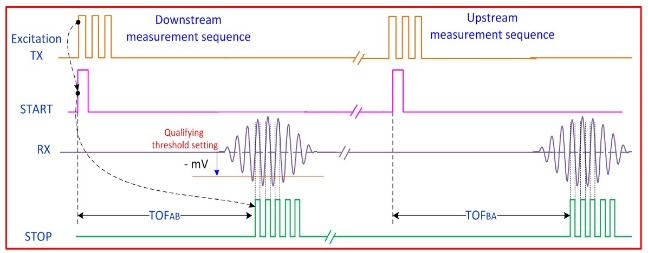 Downstream
measurement sequence
Upstream
measurement sequence
Excitation
TX
START
Qualifying
threshold setting
- mV
RX
TOFAB
TOFBA
STOP